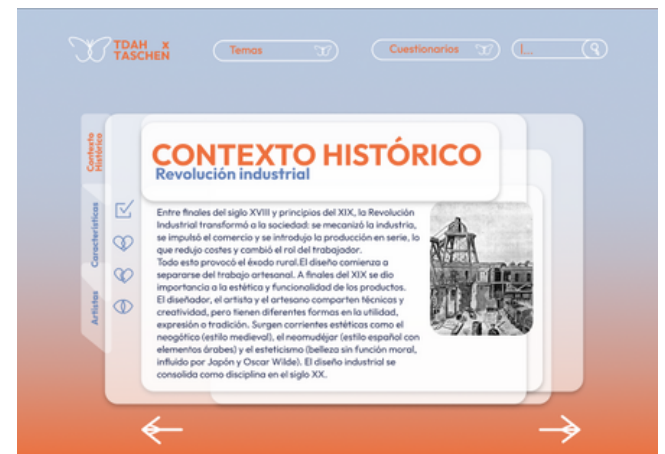 TDAH X
TASCHEN
Temas
Cuestionarios
I...
Contexto
Histórico
Características
Artistas
CONTEXTO HISTÓRICO
Revolución industrial
Entre finales del siglo XVIII y principios del XIX, la Revolución
Industrial transformó a la sociedad: se mecanizó la industria,
se impulsó el comercio y se introdujo la producción en serie, lo
que redujo costes y cambió el rol del trabajador.
Todo esto provocó el éxodo rural.El diseño comienza a
separarse del trabajo artesanal. A finales del XIX se dio
importancia a la estética y funcionalidad de los productos.
El diseñador, el artista y el artesano comparten técnicas y
creatividad, pero tienen diferentes formas en la utilidad,
expresión o tradición. Surgen corrientes estéticas como el
neogótico (estilo medieval), el neomudéjar (estilo español con
elementos árabes) y el esteticismo (belleza sin función moral,
influido por Japón y Oscar Wilde). El diseño industrial se
consolida como disciplina en el siglo XX.